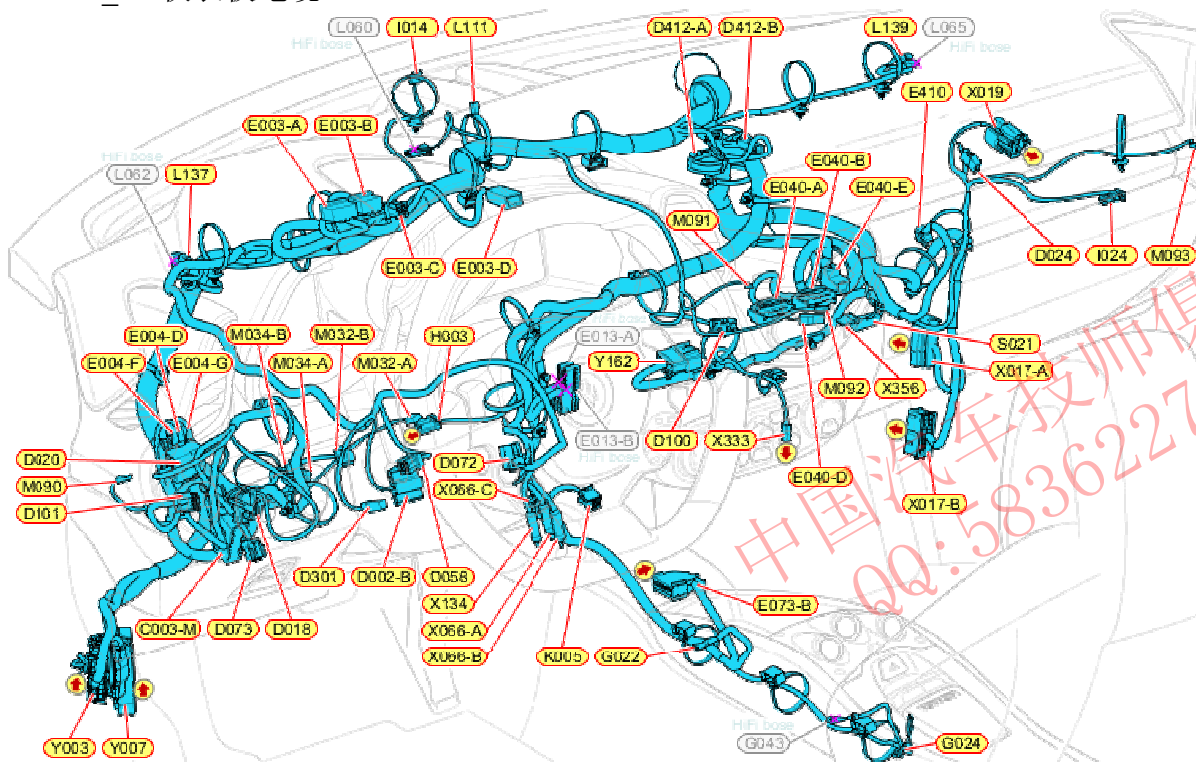 L060 I014 L111 D412-A D412-B L139 L065
HiFi bose HiFi bose
E410 X019
E003-A E003-B
HiFi bose
L062 L137
E040-B
E040-A E040-E
M091
E003-C E003-D
D024 I024 M093
E004-D M034-B M032-B H003 E013-A
E004-F E004-G M034-A M032-A Y162
HiFi bose
S021
X017-A
M092 X356
E013-B D100 X333
HiFi bose
D020 D072
M090 X066-C E040-D
D101 X017-B
D301 D002-B D058
X134 E073-B
C003-M D073 D018 X066-A
X066-B K005 G022
HiFi bose
Y003 Y007 G043 G024
中国汽车技师
QQ:5836227